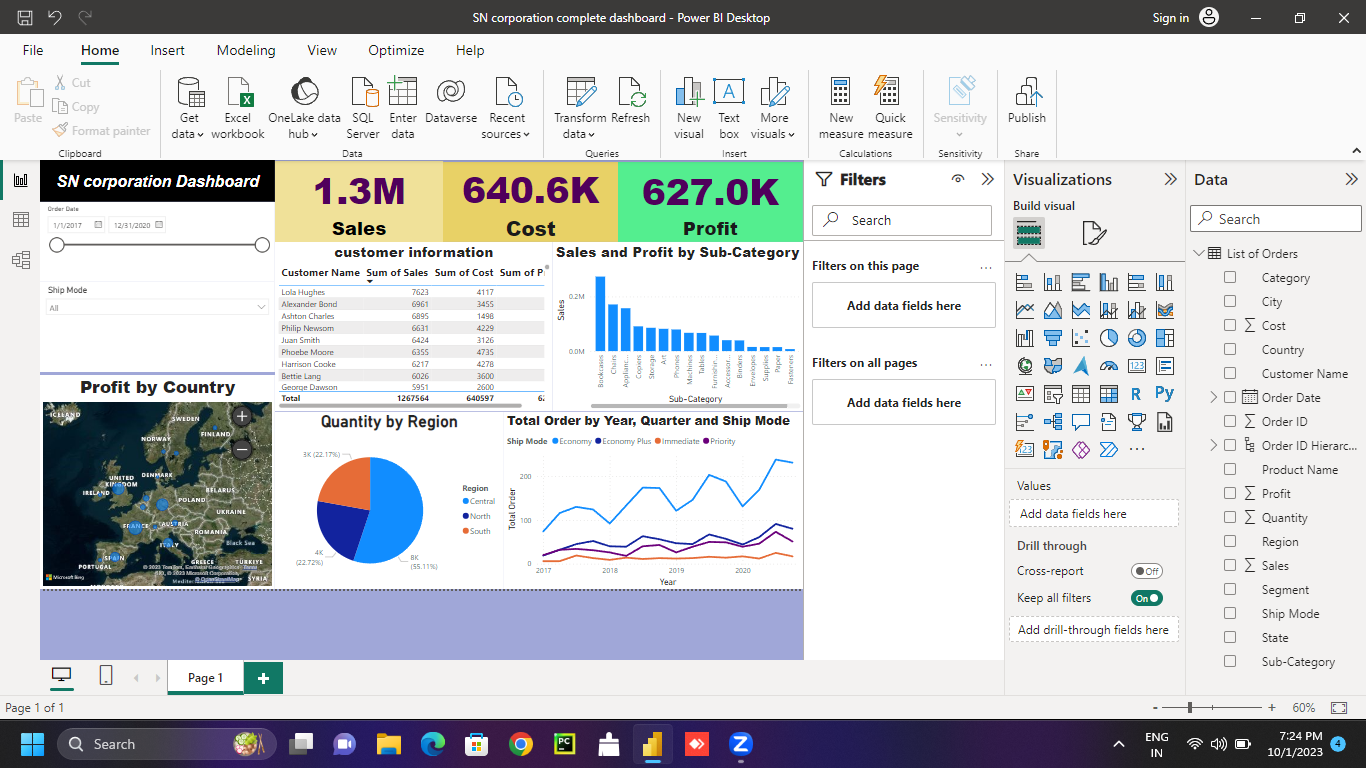 SN corporation complete dashboard - Power BI Desktop
Sign in
File Home Insert Modeling View Optimize Help
Paste
Cut
Copy
Format painter
Clipboard
Get data
Excel workbook
OneLake data hub
SQL Server
Enter data
Dataverse
Recent sources
Data
Transform data
Refresh
Queries
New visual
Text box
More visuals
Insert
New measure
Quick measure
Calculations
Sensitivity
Sensitivity
Publish
Share
SN corporation Dashboard
Order Date
1/1/2017 12/31/2020
Ship Mode
All
1.3M
Sales
640.6K
Cost
627.0K
Profit
customer information
Customer Name Sum of Sales Sum of Cost Sum of P
Lola Hughes 7623 4117
Alexander Bond 6961 3455
Ashton Charles 6895 1498
Philip Newsom 6631 4229
Juan Smith 6424 3126
Phoebe Moore 6355 4735
Harrison Cooke 6217 4278
Bettie Lang 6026 3600
George Dawson 5951 2600
Total 1267564 640597 62
Sales and Profit by Sub-Category
Sales
0.2M
0.0M
Bookcases
Chairs
Applianc...
Copiers
Storage
Art
Phones
Machines
Tables
Furnishin...
Accessor...
Binders
Envelopes
Supplies
Paper
Fasteners
Sub-Category
Profit by Country
ICELAND
SWEDEN
FINLAND
NORWAY
DENMARK
UNITED KINGDOM
IRELAND
BELARUS
POLAND
UKRAINE
FRANCE
AUSTRIA
ROMANIA
ITALY
Black Sea
SPAIN
PORTUGAL
GREECE
TÜRKIYE
SYRIA
Microsoft Bing
© OpenStreetMap
Quantity by Region
3K (22.17%)
4K
(22.72%)
8K
(55.11%)
Region
Central
North
South
Total Order by Year, Quarter and Ship Mode
Ship Mode Economy Economy Plus Immediate Priority
Total Order
200
100
0
2017 2018 2019 2020
Year
Filters
Search
Filters on this page ...
Add data fields here
Filters on all pages ...
Add data fields here
Visualizations
Build visual
123
R Py
...
Values
Add data fields here
Drill through
Cross-report Off
Keep all filters On
Add drill-through fields here
Data
Search
List of Orders
Category
City
Cost
Country
Customer Name
Order Date
Order ID
Order ID Hierarc...
Product Name
Profit
Quantity
Region
Sales
Segment
Ship Mode
State
Sub-Category
Page 1
Page 1 of 1
- + 60%
Search
ENG
IN
7:24 PM
10/1/2023
4